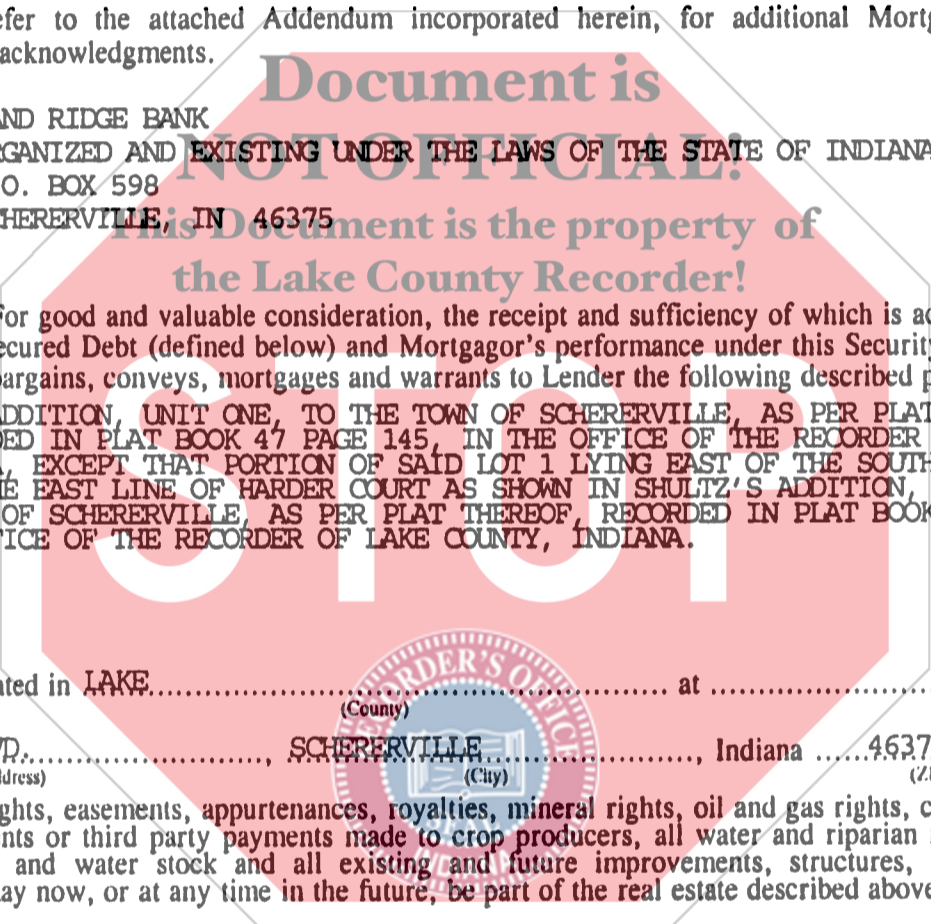 efer to the attached Addendum incorporated herein, for additional Mortg
acknowledgments.
Document is
AND RIDGE BANK
NOT OFFICIAL!
RGANIZED AND EXISTING UNDER THE LAWS OF THE STATE OF INDIANA
O. BOX 598
CHERERVILLE, IN 46375
This Document is the property of
the Lake County Recorder!
For good and valuable consideration, the receipt and sufficiency of which is ac
ecured Debt (defined below) and Mortgagor's performance under this Security
bargains, conveys, mortgages and warrants to Lender the following described p
ADDITION, UNIT ONE, TO THE TOWN OF SCHERERVILLE, AS PER PLAT
DED IN PLAT BOOK 47 PAGE 145, IN THE OFFICE OF THE RECORDER
, EXCEPT THAT PORTION OF SAID LOT 1 LYING EAST OF THE SOUTH
HE EAST LINE OF HARDER COURT AS SHOWN IN SHULTZ'S ADDITION,
OF SCHERERVILLE, AS PER PLAT THEREOF, RECORDED IN PLAT BOOK
FICE OF THE RECORDER OF LAKE COUNTY, INDIANA.
STOP
RECORDER'S OFFICE
ated in LAKE at
(County)
VD. , SCHERERVILLE , Indiana 4637
ddress) (City) (Z
INDIANA
ghts, easements, appurtenances, royalties, mineral rights, oil and gas rights, c
nts or third party payments made to crop producers, all water and riparian
and water stock and all existing and future improvements, structures,
ay now, or at any time in the future, be part of the real estate described above